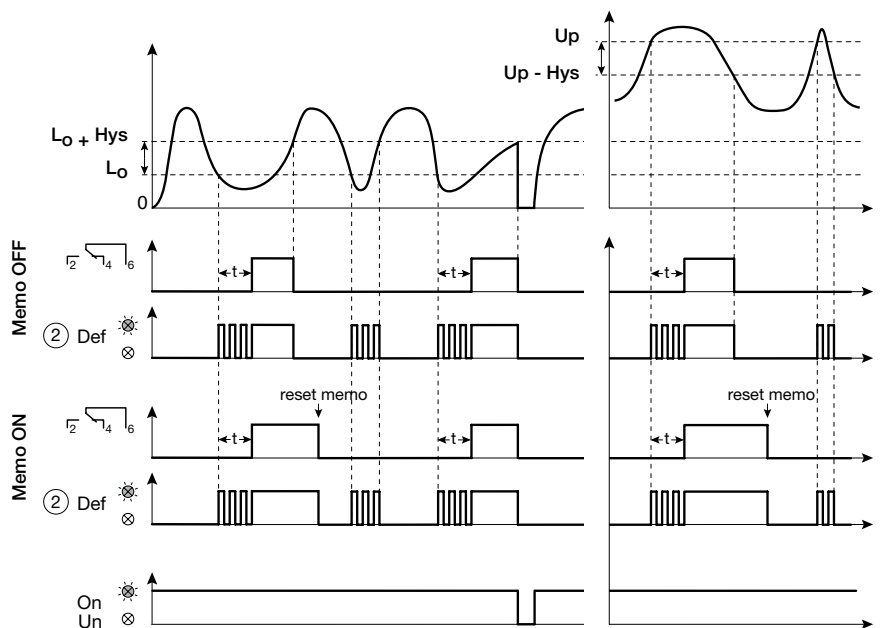 Up
Up - Hys
Lo + Hys
Lo
0
Memo OFF
2 4 6
t t t
2 Def
Memo ON
reset memo reset memo
2 4 6
t t t
2 Def
On
Un